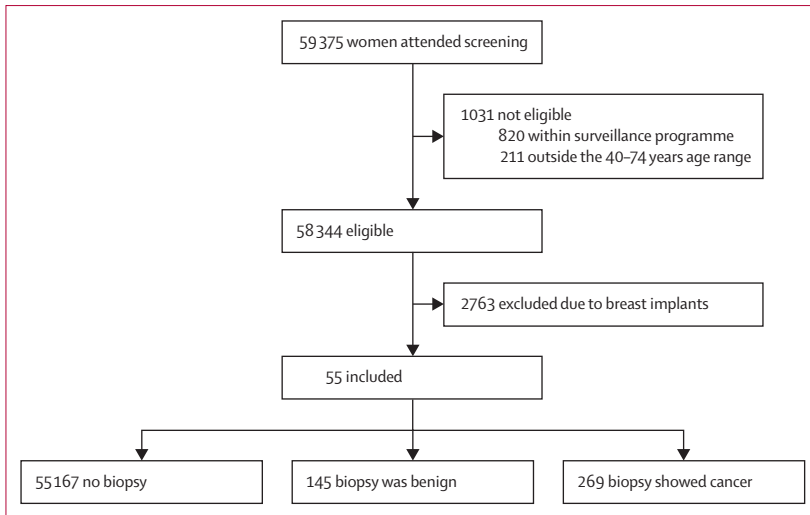 59 375 women attended screening
1031 not eligible
820 within surveillance programme
211 outside the 40–74 years age range
58 344 eligible
2763 excluded due to breast implants
55 included
55 167 no biopsy
145 biopsy was benign
269 biopsy showed cancer